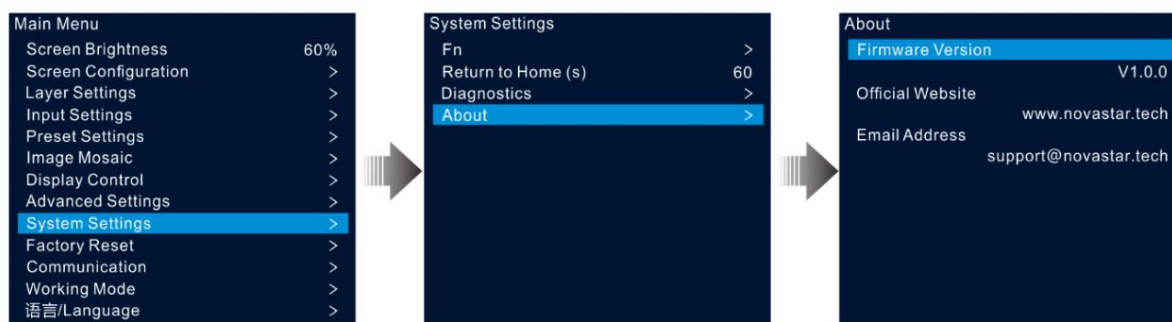 Main Menu
Screen Brightness 60%
Screen Configuration >
Layer Settings >
Input Settings >
Preset Settings >
Image Mosaic >
Display Control >
Advanced Settings >
System Settings >
Factory Reset >
Communication >
Working Mode >
语言/Language >
System Settings
Fn >
Return to Home (s) 60
Diagnostics >
About >
About
Firmware Version
V1.0.0
Official Website
www.novastar.tech
Email Address
support@novastar.tech